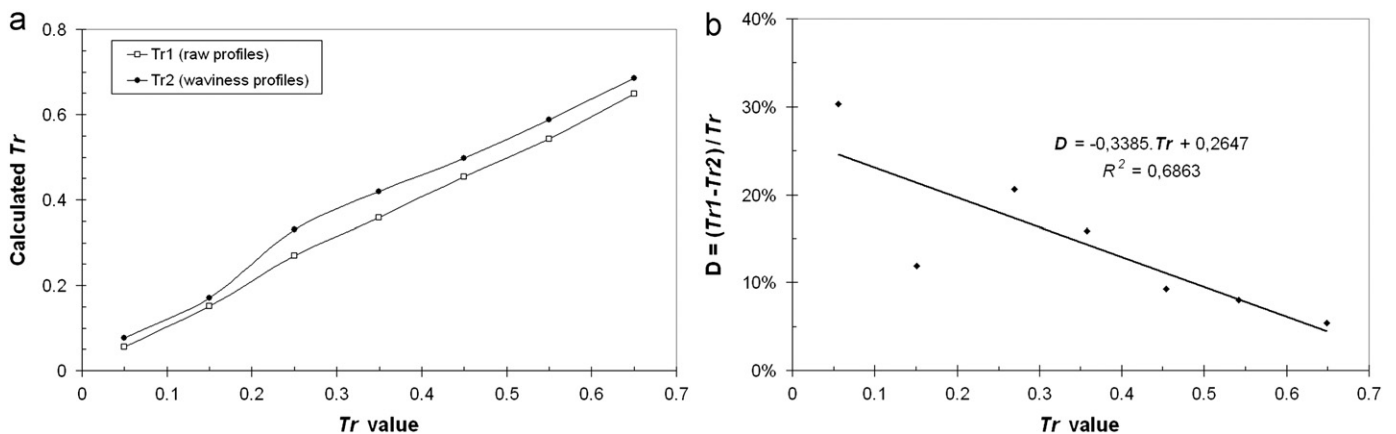 a
0.8
0.6
0.4
0.2
0
Calculated Tr
Tr1 (raw profiles)
Tr2 (waviness profiles)
0 0.1 0.2 0.3 0.4 0.5 0.6 0.7
Tr value
b
40%
30%
20%
10%
0%
D = (Tr1-Tr2) / Tr
D = -0,3385.Tr + 0,2647
R² = 0,6863
0 0.1 0.2 0.3 0.4 0.5 0.6 0.7
Tr value